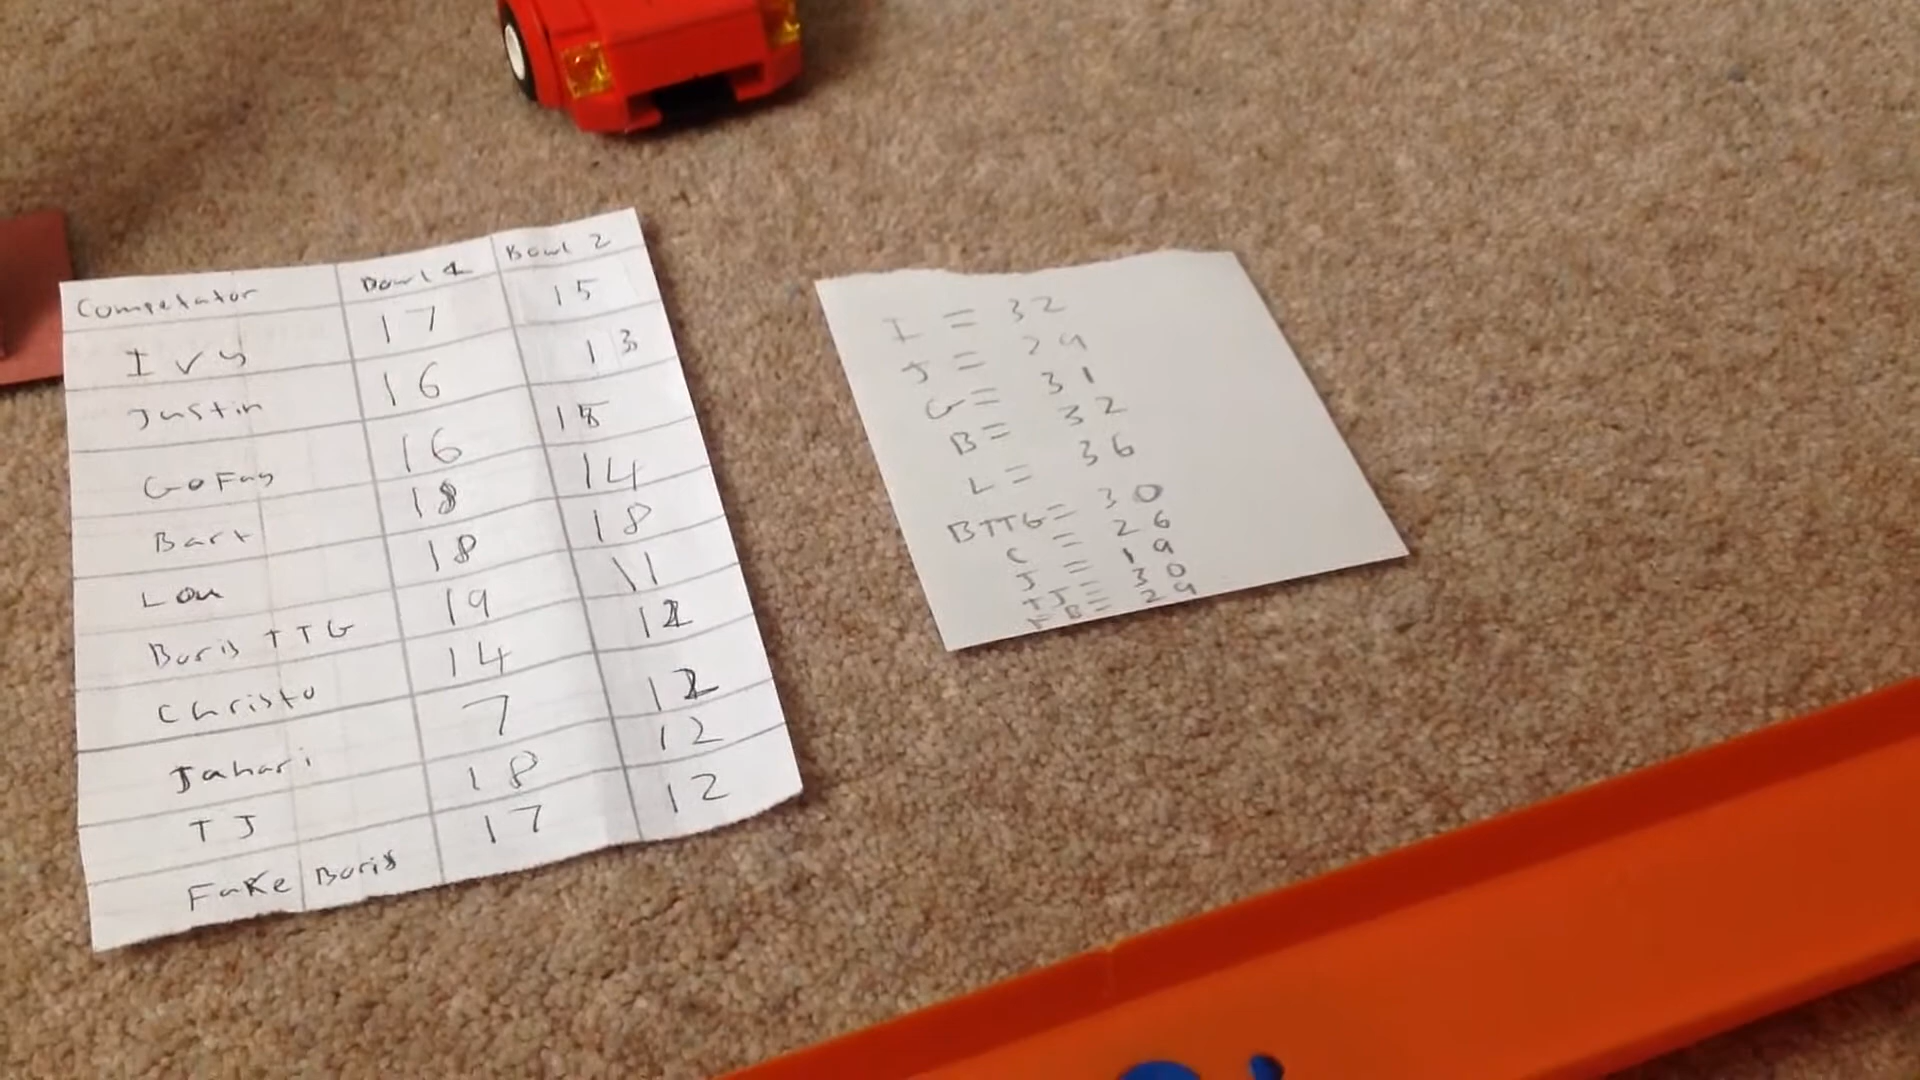 Competator Bowl 1 Bowl 2
Ivy 17 15
Justin 16 13
GoFay 16 15
Bart 18 14
Lou 18 18
Boris TTG 19 11
Christo 14 12
Jahari 7 12
TJ 18 12
Fake Boris 17 12
I = 32
J = 29
G = 31
B = 32
L = 36
BTTG = 30
C = 26
J = 19
TJ = 30
FB = 29